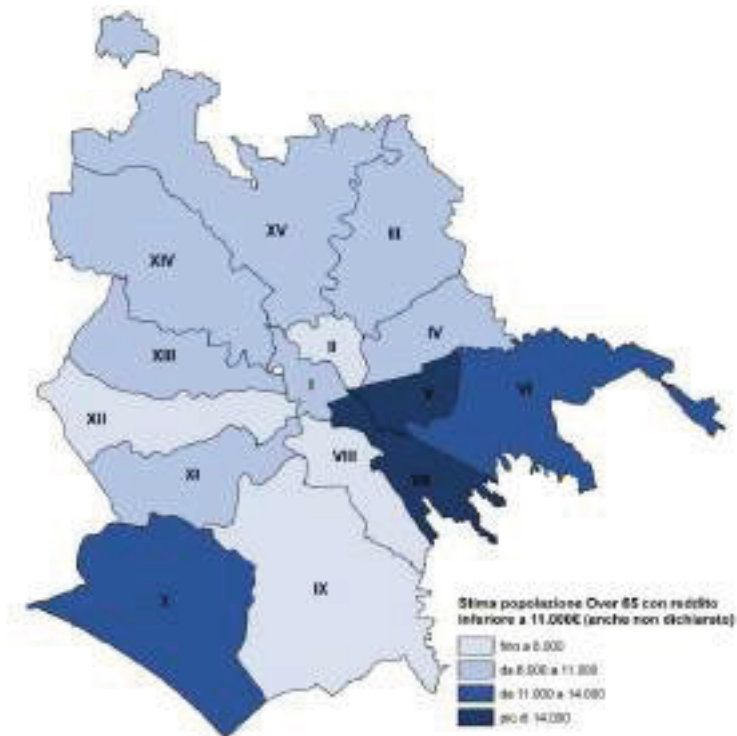 XV
III
XIV
II
IV
XIII
I
V
VI
XII
VIII
XI
VII
X
IX
Stima popolazione Over 65 con reddito
inferiore a 11.000€ (anche non dichiarato)
fino a 8.000
da 8.000 a 11.000
da 11.000 a 14.000
più di 14.000